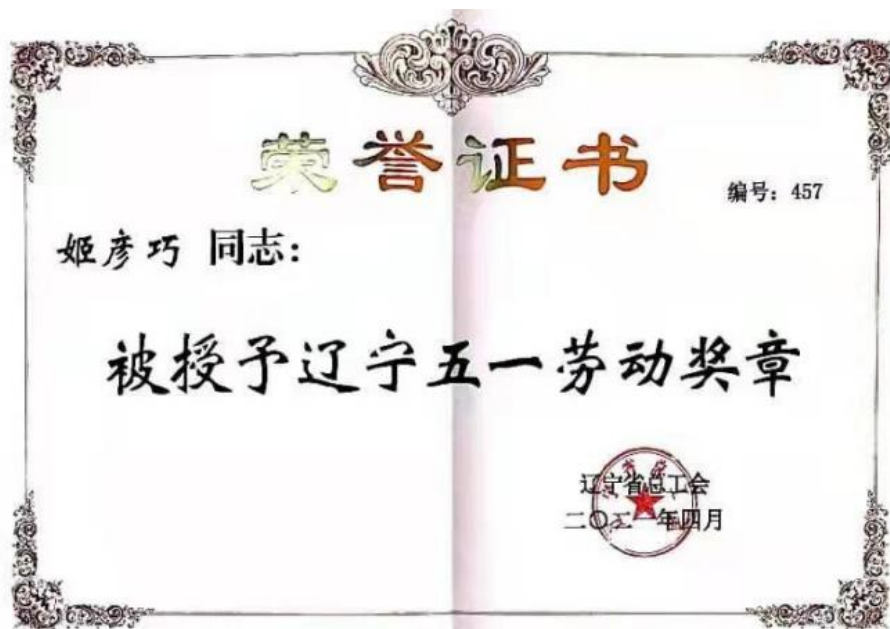 荣誉证书
编号：457
姬彦巧 同志：
被授予辽宁五一劳动奖章
辽宁省总工会
二〇二一年四月